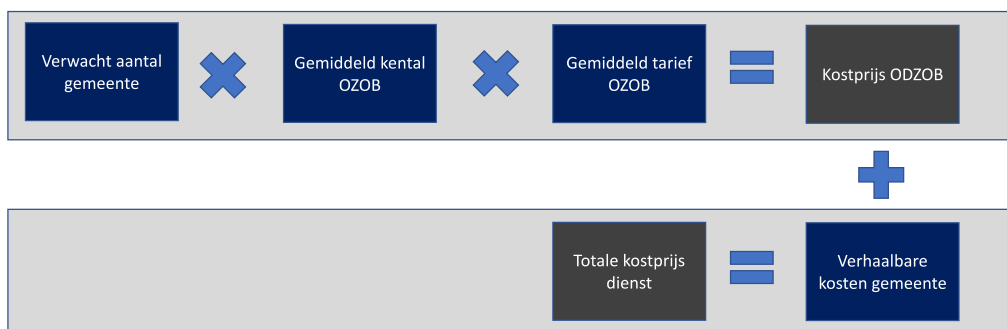 Verwacht aantal
gemeente
Gemiddeld kental
OZOB
Gemiddeld tarief
OZOB
Kostprijs ODZOB
Totale kostprijs
dienst
Verhaalbare
kosten gemeente